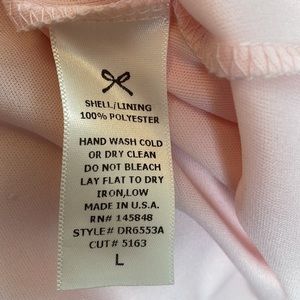 SHELL/LINING
100% POLYESTER
HAND WASH COLD
OR DRY CLEAN
DO NOT BLEACH
LAY FLAT TO DRY
IRON,LOW
MADE IN U.S.A.
RN# 145848
STYLE# DR6553A
CUT# 5163
L